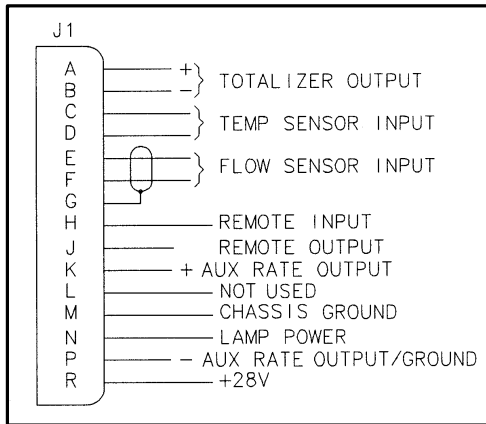 J1
A +
TOTALIZER OUTPUT
B -
C
TEMP SENSOR INPUT
D
E
FLOW SENSOR INPUT
F
G
H REMOTE INPUT
J REMOTE OUTPUT
K + AUX RATE OUTPUT
L NOT USED
M CHASSIS GROUND
N LAMP POWER
P - AUX RATE OUTPUT/GROUND
R +28V